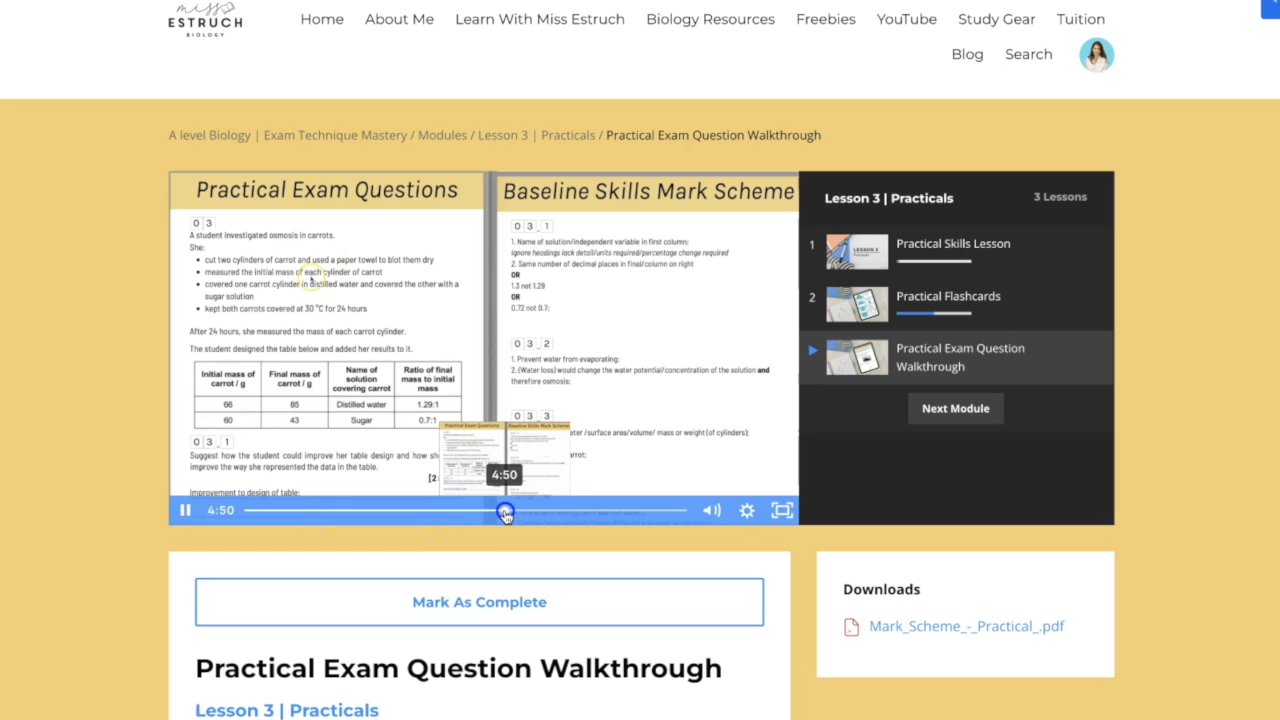 miss
ESTRUCH
BIOLOGY
Home About Me Learn With Miss Estruch Biology Resources Freebies YouTube Study Gear Tuition
Blog Search
A level Biology | Exam Technique Mastery / Modules / Lesson 3 | Practicals / Practical Exam Question Walkthrough
Practical Exam Questions
0 3
A student investigated osmosis in carrots.
She:
• cut two cylinders of carrot and used a paper towel to blot them dry
• measured the initial mass of each cylinder of carrot
• covered one carrot cylinder in distilled water and covered the other with a
sugar solution
• kept both carrots covered at 30 °C for 24 hours
After 24 hours, she measured the mass of each carrot cylinder.
The student designed the table below and added her results to it.
Initial mass of carrot / g Final mass of carrot / g Name of solution covering carrot Ratio of final mass to initial mass
66 85 Distilled water 1.29:1
60 43 Sugar 0.7:1
0 3 . 1
Suggest how the student could improve her table design and how s
improve the way she represented the data in the table.
[2
Improvement to design of table:
Baseline Skills Mark Scheme
0 3 . 1
1. Name of solution/independent variable in first column;
Ignore headings lack detail/units required/percentage change required
2. Same number of decimal places in final/column on right
OR
1.3 not 1.29
OR
0.72 not 0.7;
0 3 . 2
1. Prevent water from evaporating;
2. (Water loss) would change the water potential/concentration of the solution and
therefore osmosis;
0 3 . 3
ater /surface area/volume/ mass or weight (of cylinders);
arrot;
Practical Exam Questions Baseline Skills Mark Scheme
4:50
4:50
Lesson 3 | Practicals 3 Lessons
1 Practical Skills Lesson
LESSON 3
2 Practical Flashcards
Practical Exam Question
Walkthrough
Next Module
Mark As Complete
Practical Exam Question Walkthrough
Lesson 3 | Practicals
Downloads
Mark_Scheme_-_Practical_.pdf